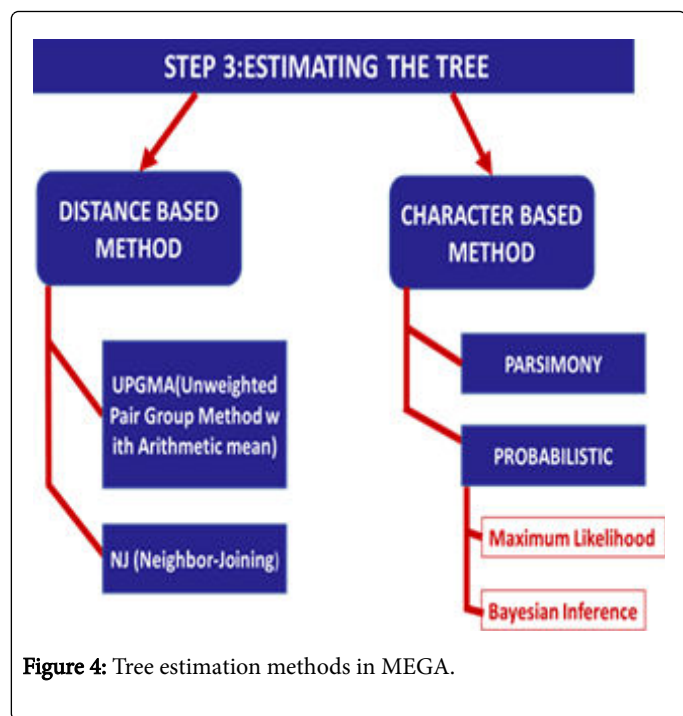 STEP 3:ESTIMATING THE TREE
DISTANCE BASED
METHOD
UPGMA(Unweighted
Pair Group Method w
ith Arithmetic mean)
NJ (Neighbor-Joining)
CHARACTER BASED
METHOD
PARSIMONY
PROBABILISTIC
Maximum Likelihood
Bayesian Inference
Figure 4: Tree estimation methods in MEGA.